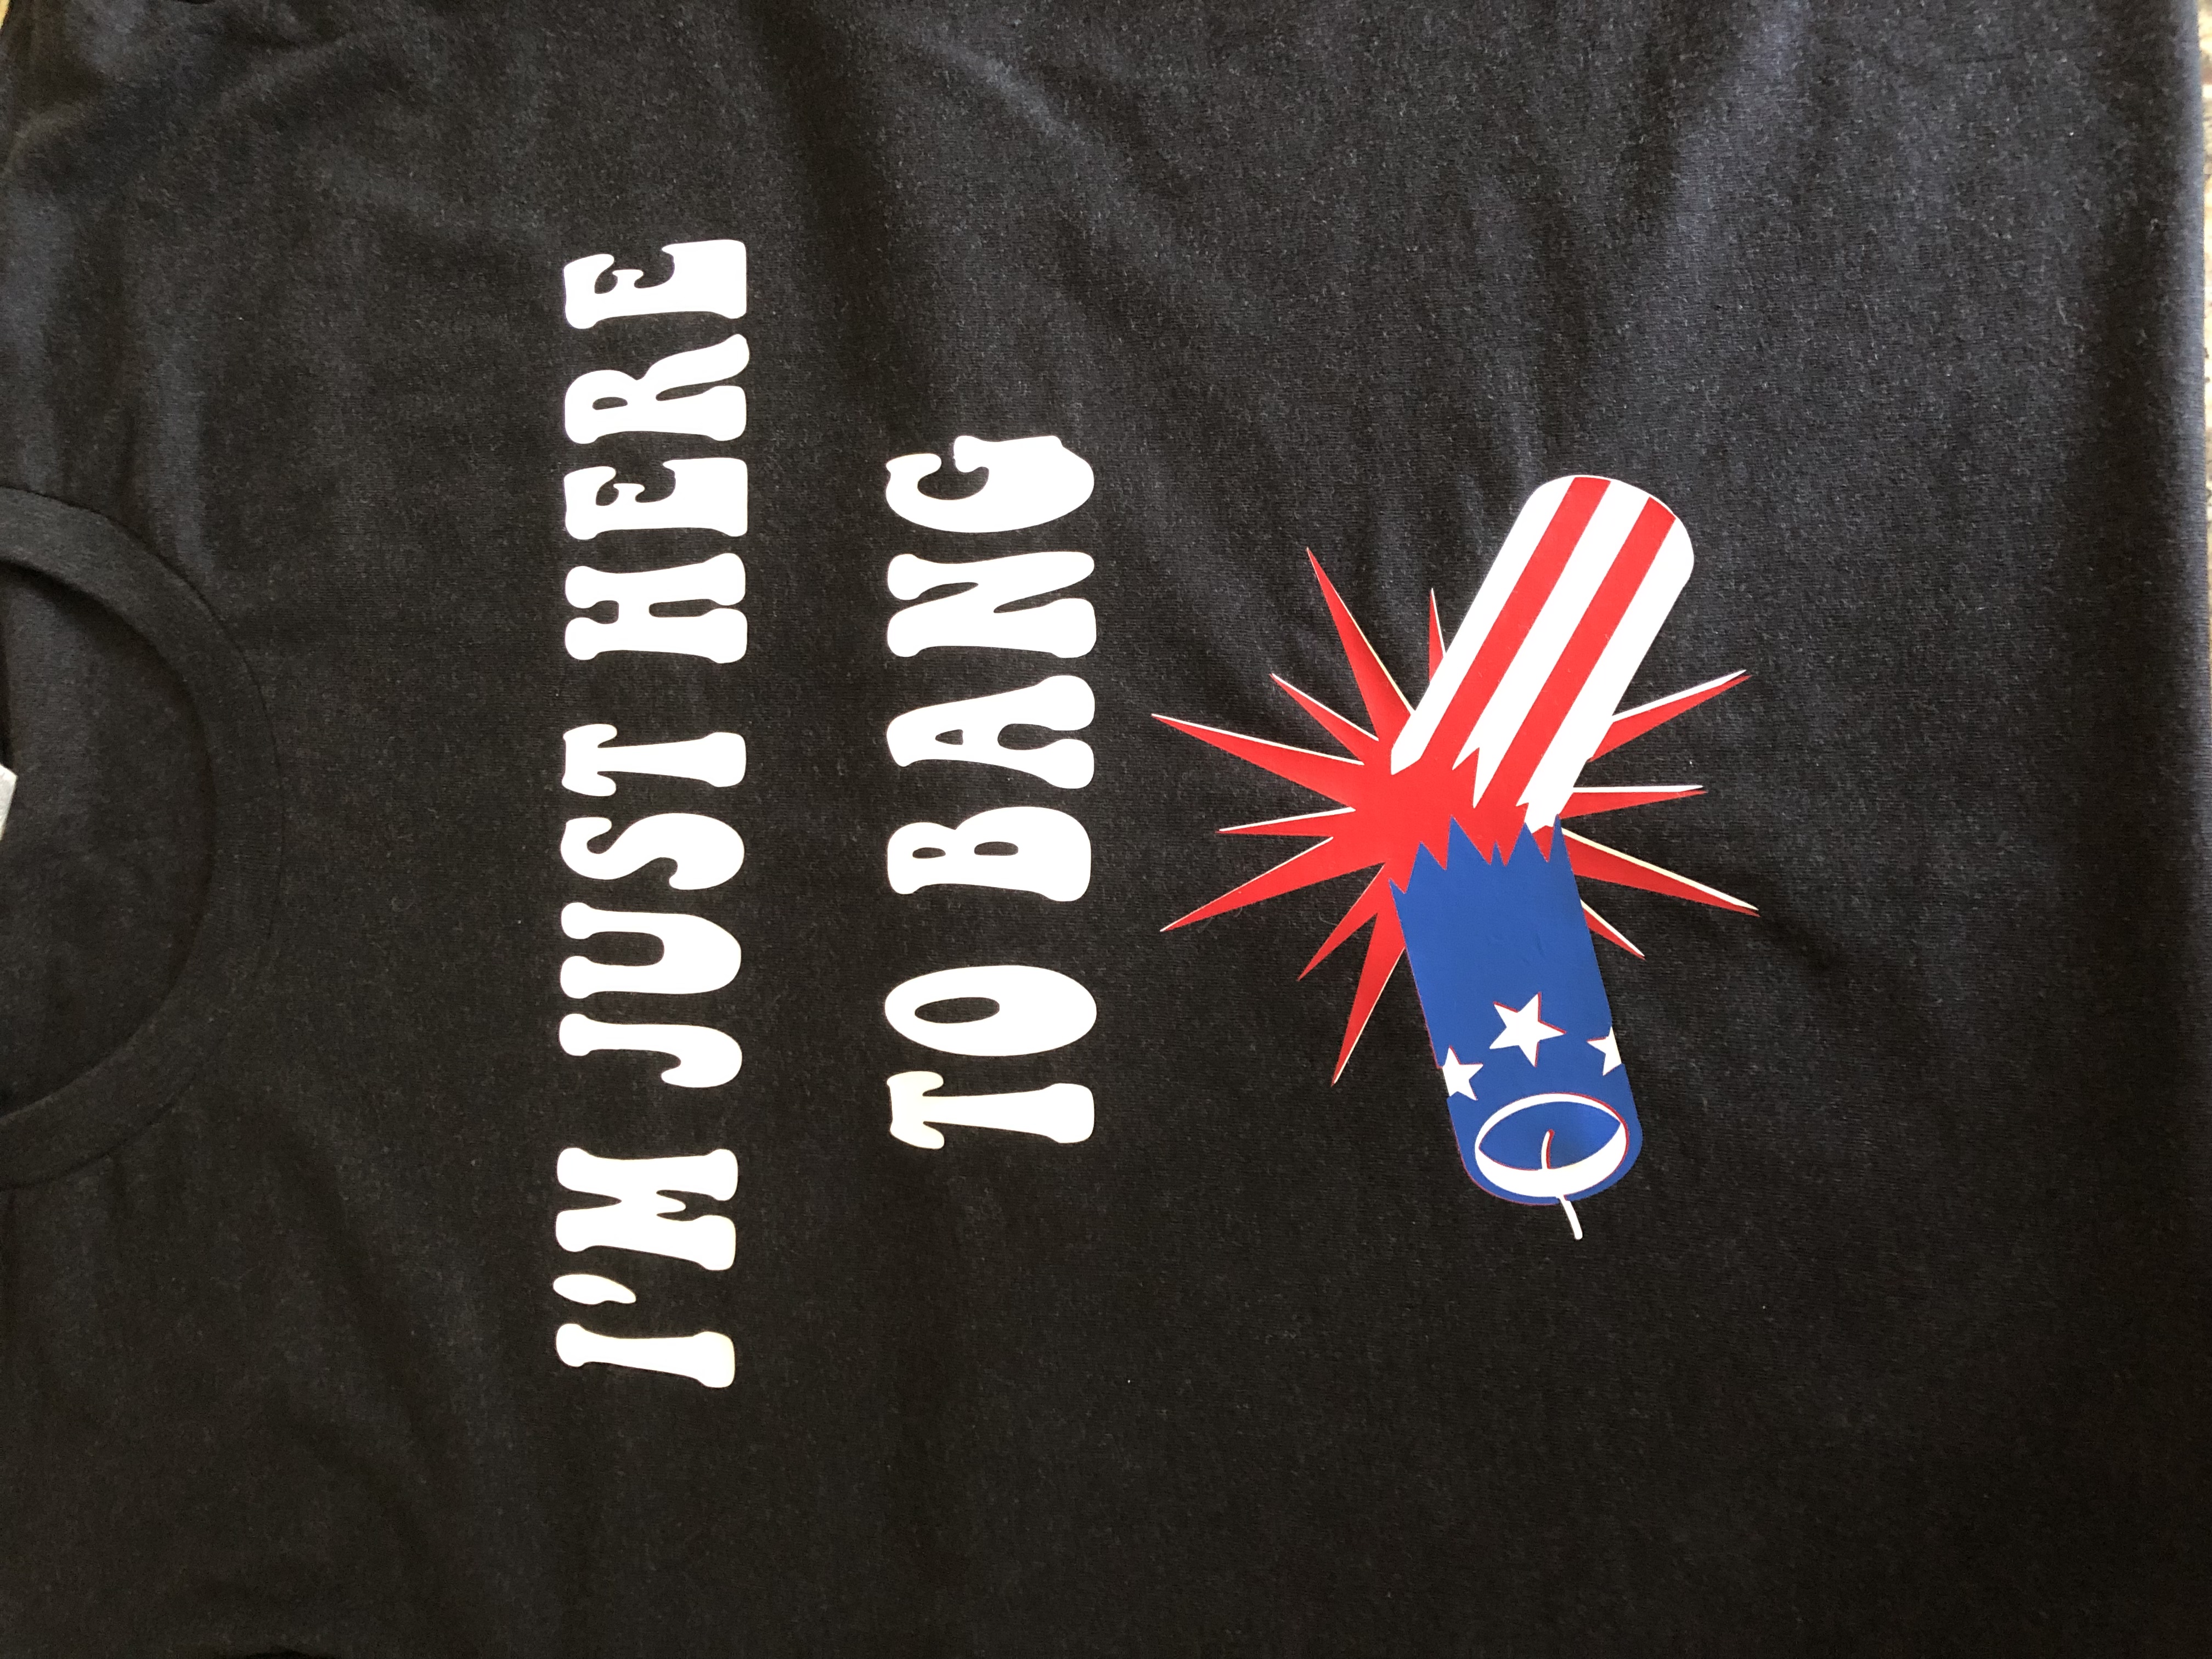 I'M JUST HERE
TO BANG